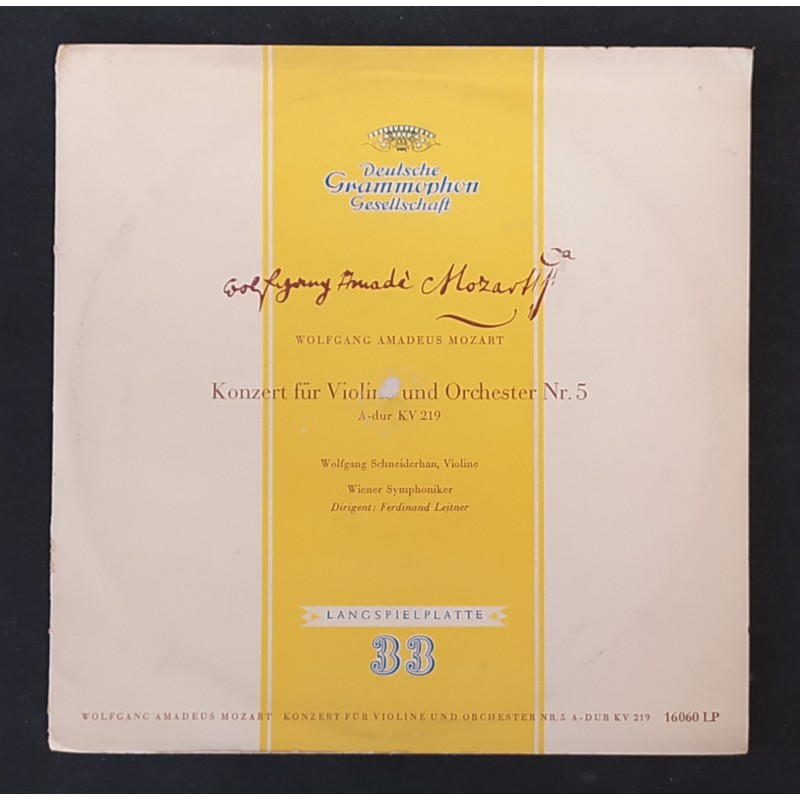 Deutsche
Grammophon
Gesellschaft
Wolfgang Amadè Mozart
WOLFGANG AMADEUS MOZART
Konzert für Violine und Orchester Nr. 5
A-dur KV 219
Wolfgang Schneiderhan, Violine
Wiener Symphoniker
Dirigent: Ferdinand Leitner
LANGSPIELPLATTE
33
WOLFGANG AMADEUS MOZART · KONZERT FÜR VIOLINE UND ORCHESTER NR. 5 A-DUR KV 219 16060 LP